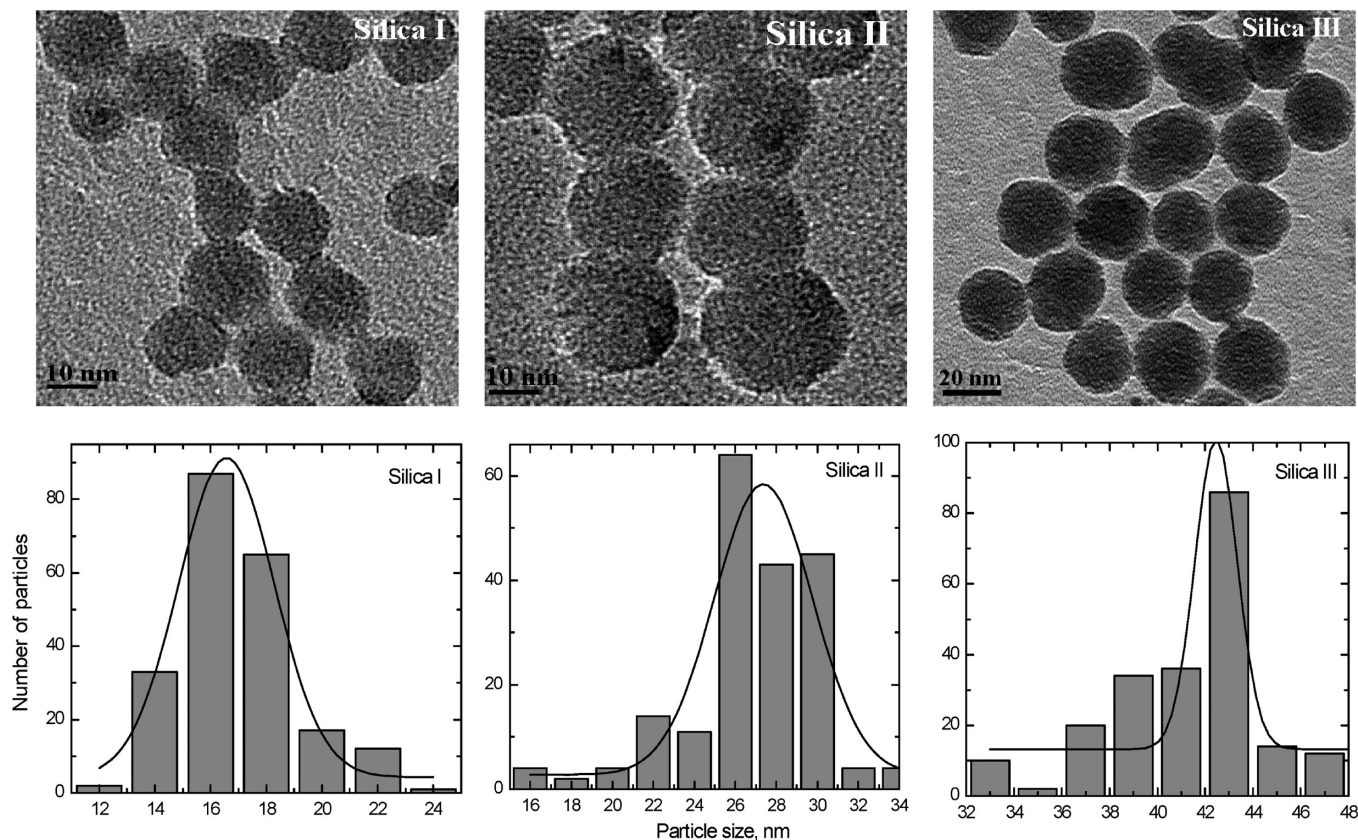 Silica I
Silica II
Silica III
10 nm
10 nm
20 nm
Number of particles
80
60
40
20
0
12 14 16 18 20 22 24
Silica I
60
40
20
0
16 18 20 22 24 26 28 30 32 34
Silica II
Particle size, nm
100
80
60
40
20
0
32 34 36 38 40 42 44 46 48
Silica III